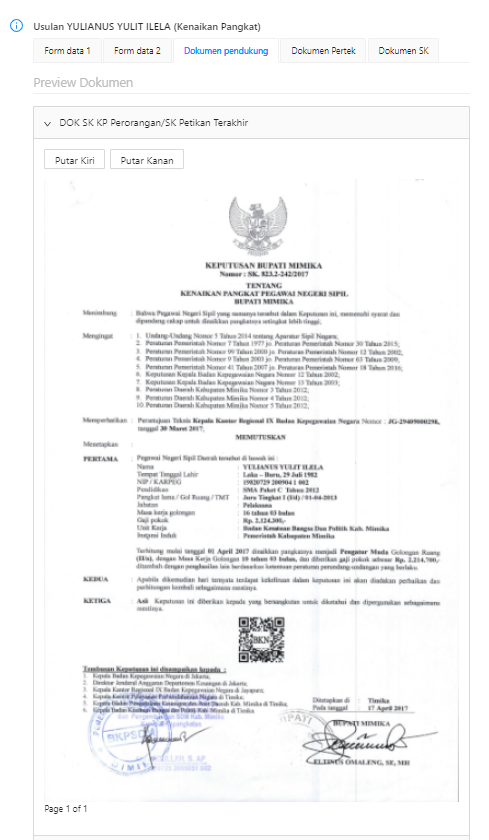 Usulan YULIANUS YULIT ILELA (Kenaikan Pangkat)
Form data 1 Form data 2 Dokumen pendukung Dokumen Pertek Dokumen SK
Preview Dokumen
DOK SK KP Perorangan/SK Petikan Terakhir
Putar Kiri Putar Kanan
KEPUTUSAN BUPATI MIMIKA
Nomor : SK. 823.2-242/2017
TENTANG
KENAIKAN PANGKAT PEGAWAI NEGERI SIPIL
BUPATI MIMIKA
Menimbang : Bahwa Pegawai Negeri Sipil yang namanya tersebut dalam Keputusan ini, memenuhi syarat dan
dipandang cakap untuk dinaikkan pangkatnya setingkat lebih tinggi;
Mengingat : 1. Undang-Undang Nomor 5 Tahun 2014 tentang Aparatur Sipil Negara;
2. Peraturan Pemerintah Nomor 7 Tahun 1977 jo. Peraturan Pemerintah Nomor 30 Tahun 2015;
3. Peraturan Pemerintah Nomor 99 Tahun 2000 jo. Peraturan Pemerintah Nomor 12 Tahun 2002;
4. Peraturan Pemerintah Nomor 9 Tahun 2003 jo. Peraturan Pemerintah Nomor 63 Tahun 2009;
5. Peraturan Pemerintah Nomor 41 Tahun 2007 jo. Peraturan Pemerintah Nomor 18 Tahun 2016;
6. Keputusan Kepala Badan Kepegawaian Negara Nomor 12 Tahun 2002;
7. Keputusan Kepala Badan Kepegawaian Negara Nomor 13 Tahun 2003;
8. Peraturan Daerah Kabupaten Mimika Nomor 3 Tahun 2012;
9. Peraturan Daerah Kabupaten Mimika Nomor 4 Tahun 2012;
10. Peraturan Daerah Kabupaten Mimika Nomor 5 Tahun 2012;
Memperhatikan : Persetujuan Teknis Kepala Kantor Regional IX Badan Kepegawaian Negara Nomor : JG-29409000298,
tanggal 30 Maret 2017,
MEMUTUSKAN
Menetapkan :
PERTAMA : Pegawai Negeri Sipil Daerah tersebut di bawah ini :
Nama : YULIANUS YULIT ILELA
Tempat Tanggal Lahir : Laka – Buru, 29 Juli 1982
NIP / KARPEG : 19820729 200904 1 002
Pendidikan : SMA Paket C Tahun 2012
Pangkat lama / Gol Ruang / TMT : Juru Tingkat I (I/d) / 01-04-2013
Jabatan : Pelaksana
Masa kerja golongan : 16 tahun 03 bulan
Gaji pokok : Rp. 2,124,300,-
Unit Kerja : Badan Kesatuan Bangsa Dan Politik Kab. Mimika
Instansi Induk : Pemerintah Kabupaten Mimika
Terhitung mulai tanggal 01 April 2017 dinaikkan pangkatnya menjadi Pengatur Muda Golongan Ruang
(II/a), dengan Masa Kerja Golongan 10 tahun 03 bulan, dan diberikan gaji pokok sebesar Rp. 2,214,700,-
ditambah dengan penghasilan lain berdasarkan ketentuan peraturan perundang-undangan yang berlaku.
KEDUA : Apabila dikemudian hari ternyata terdapat kekeliruan dalam keputusan ini akan diadakan perbaikan dan
perhitungan kembali sebagaimana mestinya.
KETIGA : Asli Keputusan ini diberikan kepada yang bersangkutan untuk diketahui dan dipergunakan sebagaimana
mestinya.
BKN
Tembusan Keputusan ini disampaikan kepada :
1. Kepala Badan Kepegawaian Negara di Jakarta;
2. Direktur Jenderal Anggaran Departemen Keuangan di Jakarta;
3. Kepala Kantor Regional IX Badan Kepegawaian Negara di Jayapura;
4. Kepala Kantor Pelayanan Perbendaharaan Negara di Timika;
5. Kepala Badan Pengelolaan Keuangan dan Aset Daerah Kab. Mimika di Timika;
6. Kepala Badan Kesatuan Bangsa dan Politik Kab. Mimika di Timika
Ditetapkan di : Timika
Pada tanggal : 17 April 2017
BUPATI MIMIKA
ELTINUS OMALENG, SE, MH
Page 1 of 1